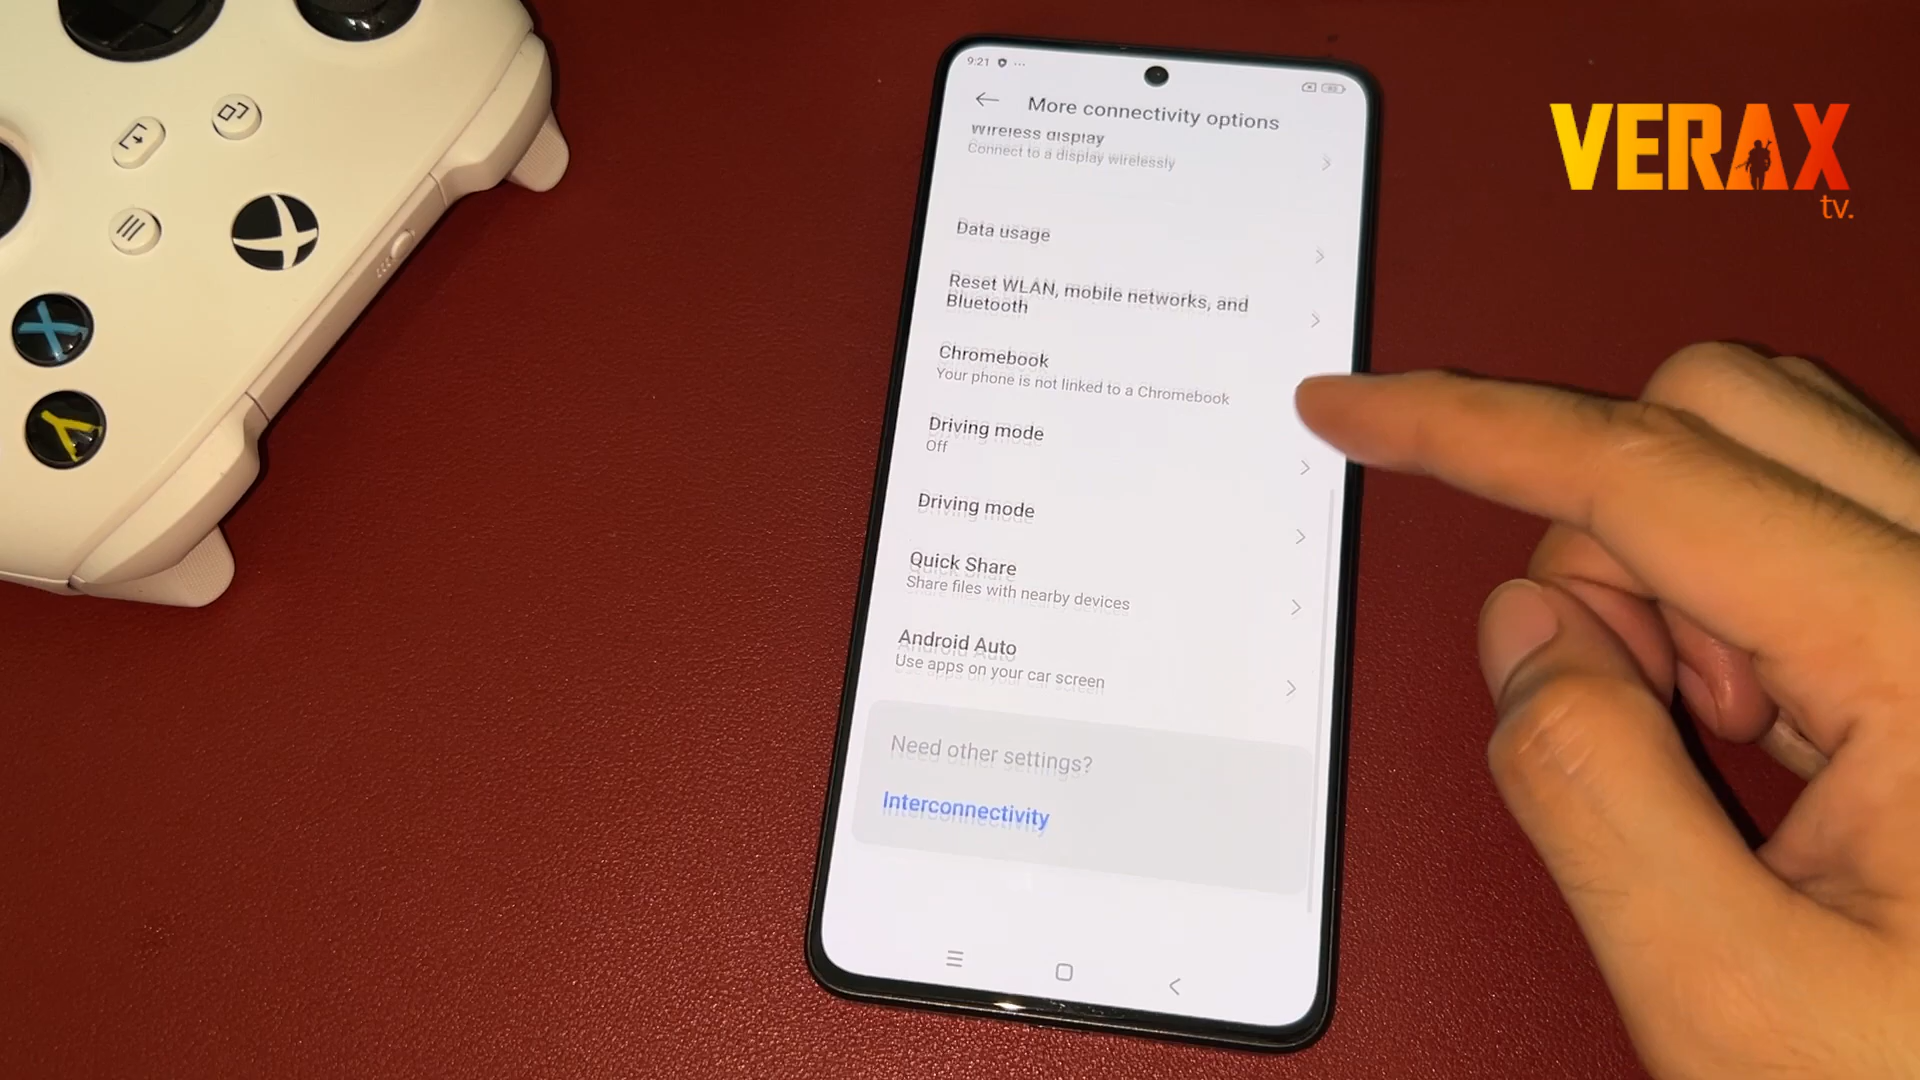 9:21
VERAX
tv.
More connectivity options
Wireless display
Connect to a display wirelessly
Data usage
Reset WLAN, mobile networks, and
Bluetooth
Chromebook
Your phone is not linked to a Chromebook
Driving mode
Off
Driving mode
Quick Share
Share files with nearby devices
Android Auto
Use apps on your car screen
Need other settings?
Interconnectivity
X
Y